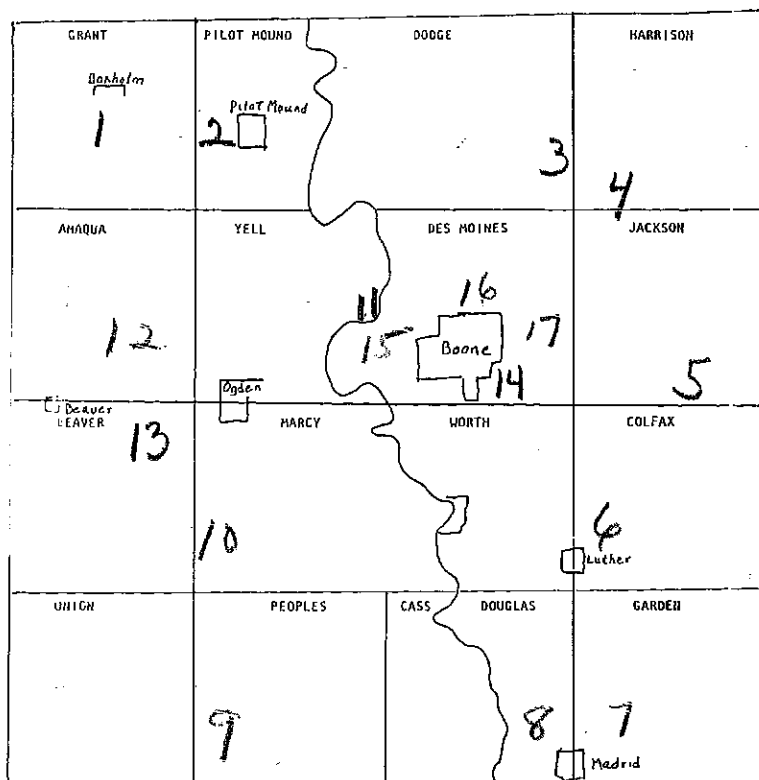 GRANT PILOT MOUND DODGE HARRISON
Boxholm
Pilot Mound
1 2 3
4
AMAQUA YELL DES MOINES JACKSON
11 16
12 15 Boone 17
Ogden 14 5
Beaver
BEAVER MARCY WORTH COLFAX
13
10 6
Luther
UNION PEOPLES CASS DOUGLAS GARDEN
9 8 7
Madrid